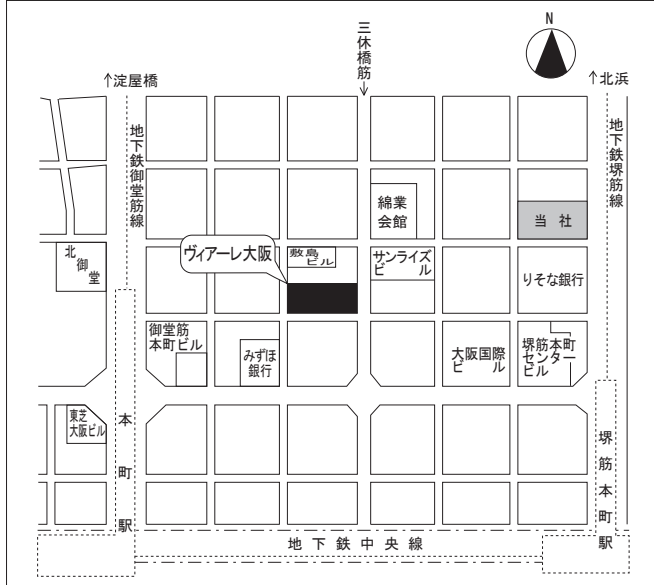 N
三休橋筋
↓
↑淀屋橋
↑北浜
地下鉄御堂筋線
地下鉄堺筋線
綿業
会館
当社
ヴィアーレ大阪
敷島
ビル
サンライズ
ビル
北御堂
りそな銀行
御堂筋
本町ビル
みずほ
銀行
大阪国際
ビル
堺筋本町
センター
ビル
東芝
大阪ビル
本町駅
堺筋本町駅
地下鉄中央線